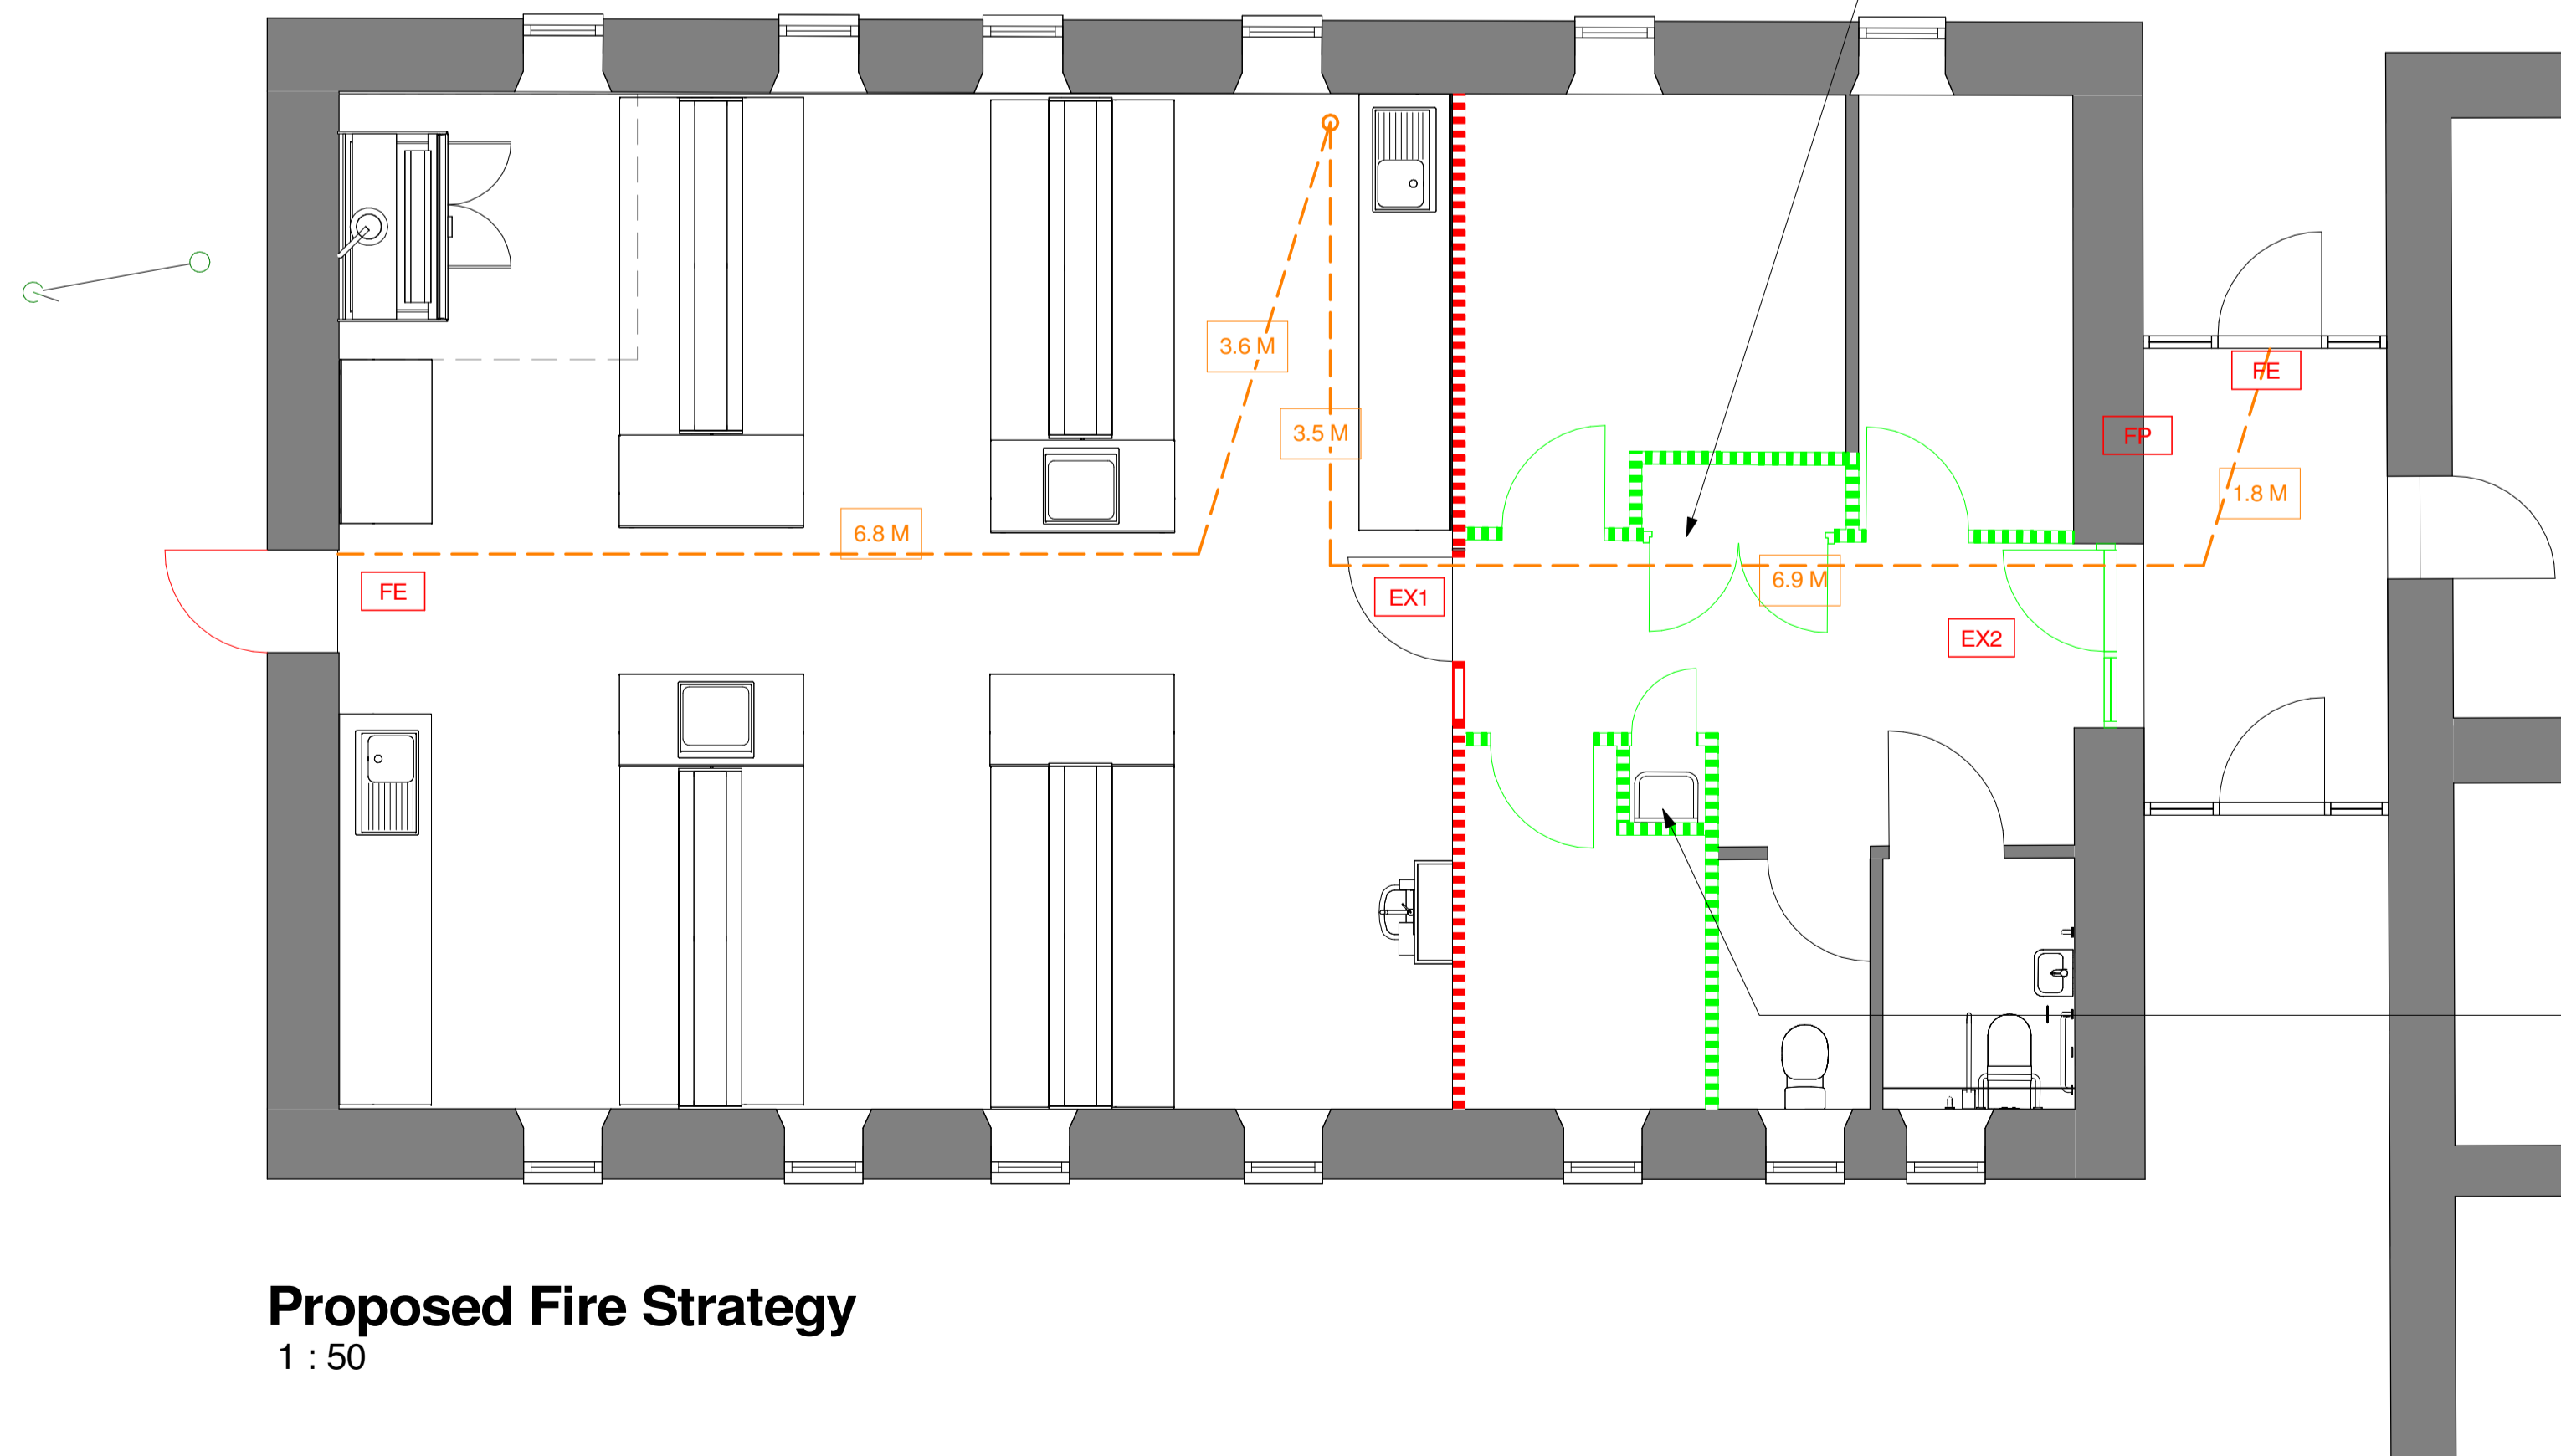 3.6 M
FE
3.5 M
FP
1.8 M
6.8 M
6.9 M
FE
EX1
EX2
Proposed Fire Strategy
1 : 50